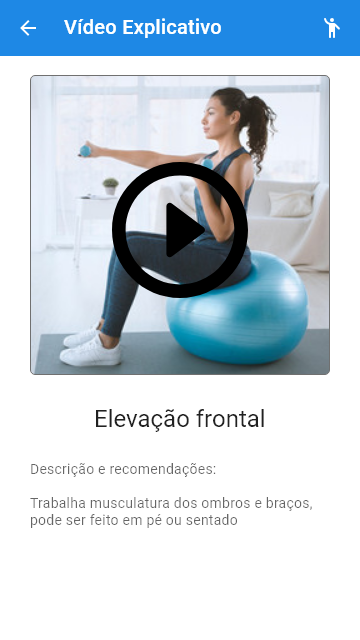 Vídeo Explicativo
Elevação frontal
Descrição e recomendações:
Trabalha musculatura dos ombros e braços,
pode ser feito em pé ou sentado